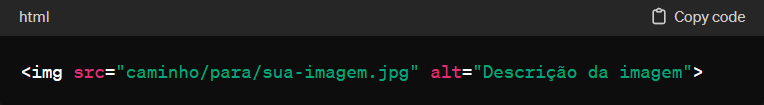 html
Copy code
<img src="caminho/para/sua-imagem.jpg" alt="Descrição da imagem">